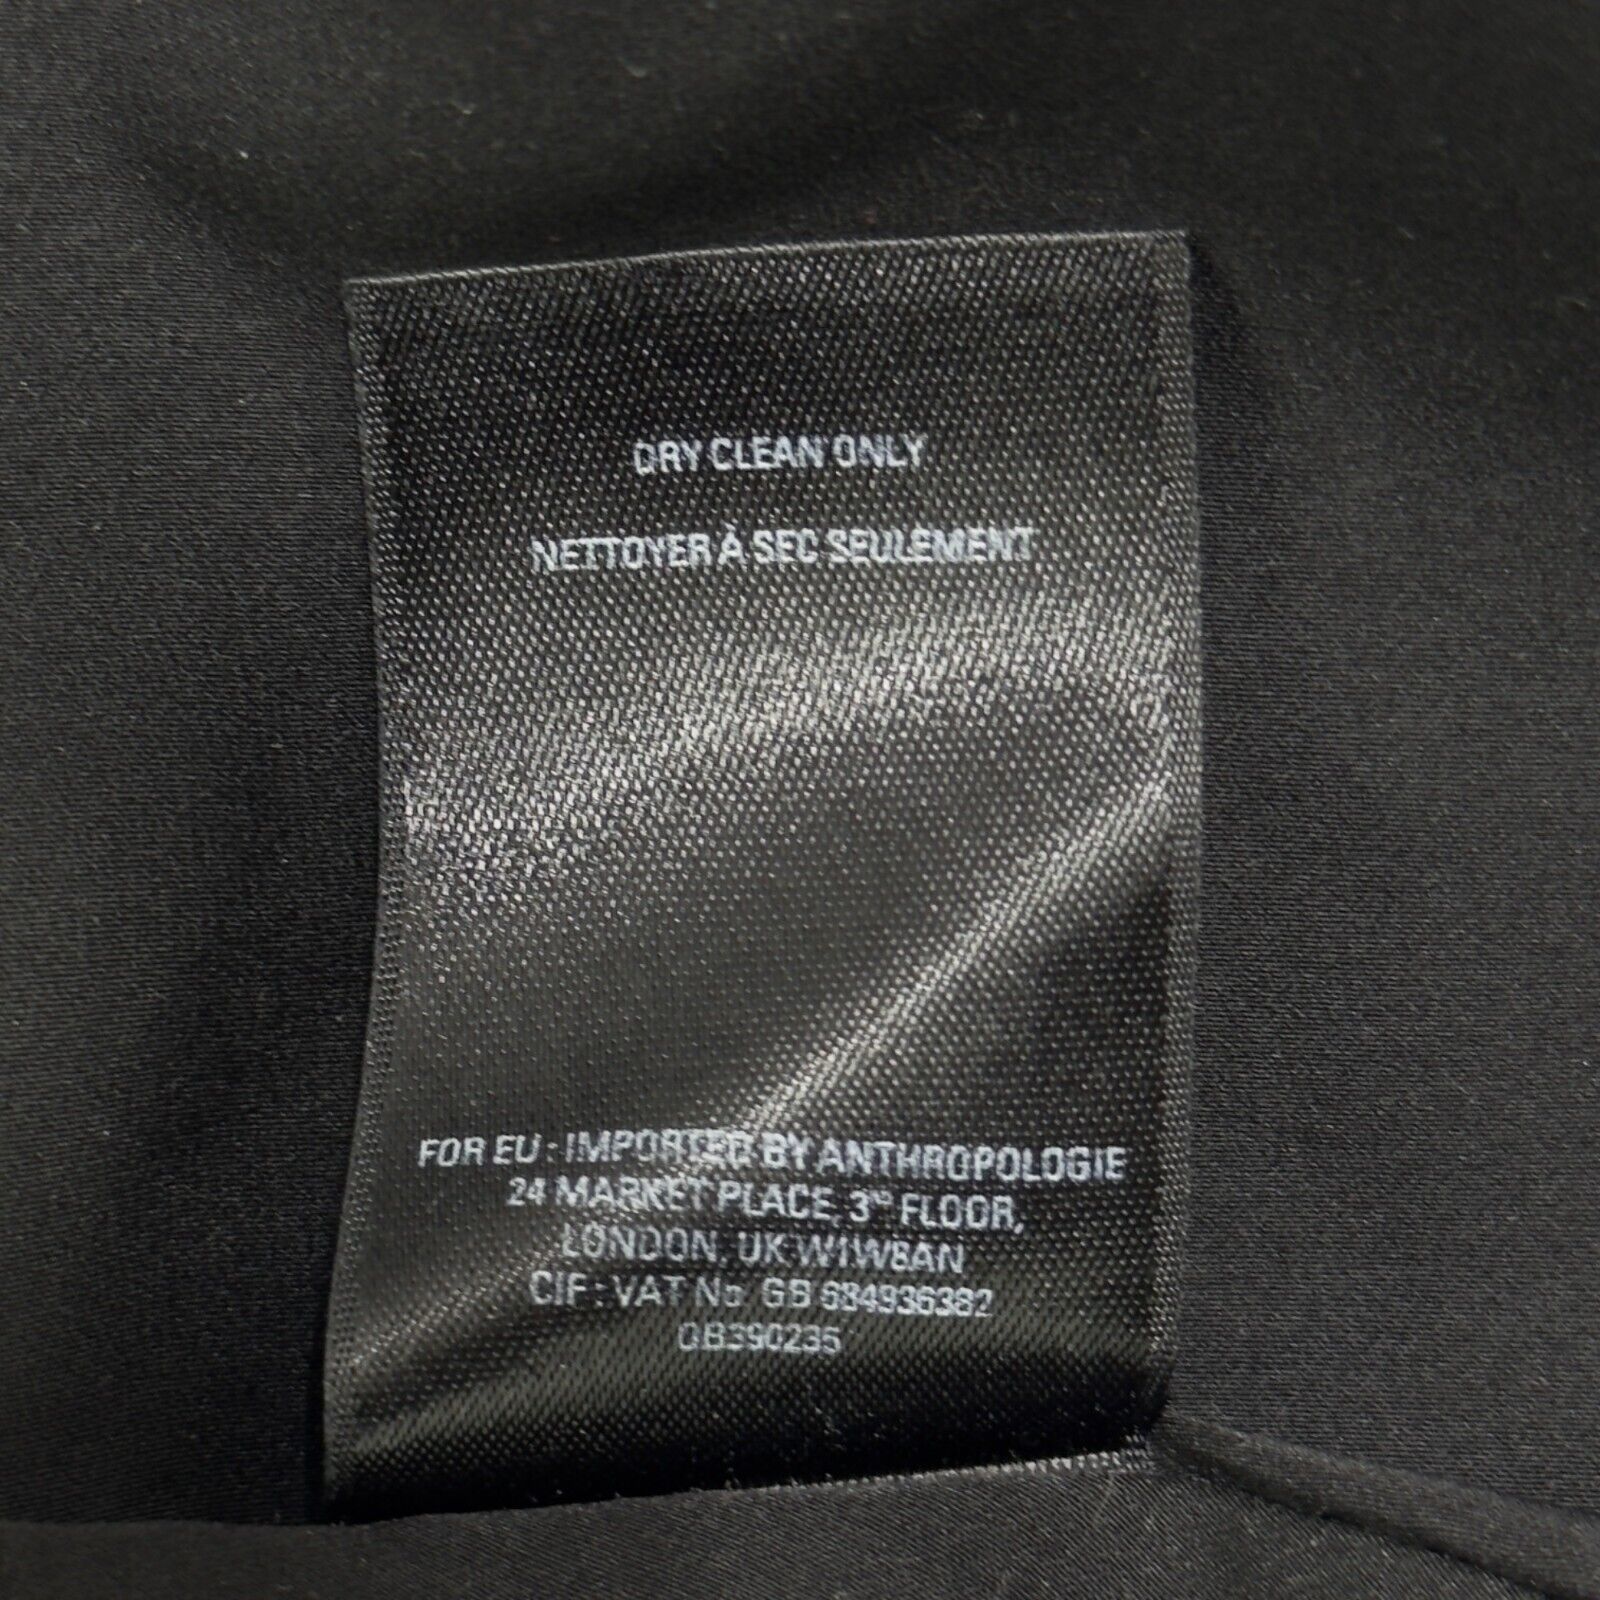 DRY CLEAN ONLY
NETTOYER À SEC SEULEMENT
FOR EU - IMPORTED BY ANTHROPOLOGIE
24 MARKET PLACE, 3RD FLOOR,
LONDON, UK W1W8AN
CIF : VAT No. GB 684936382
GB390235